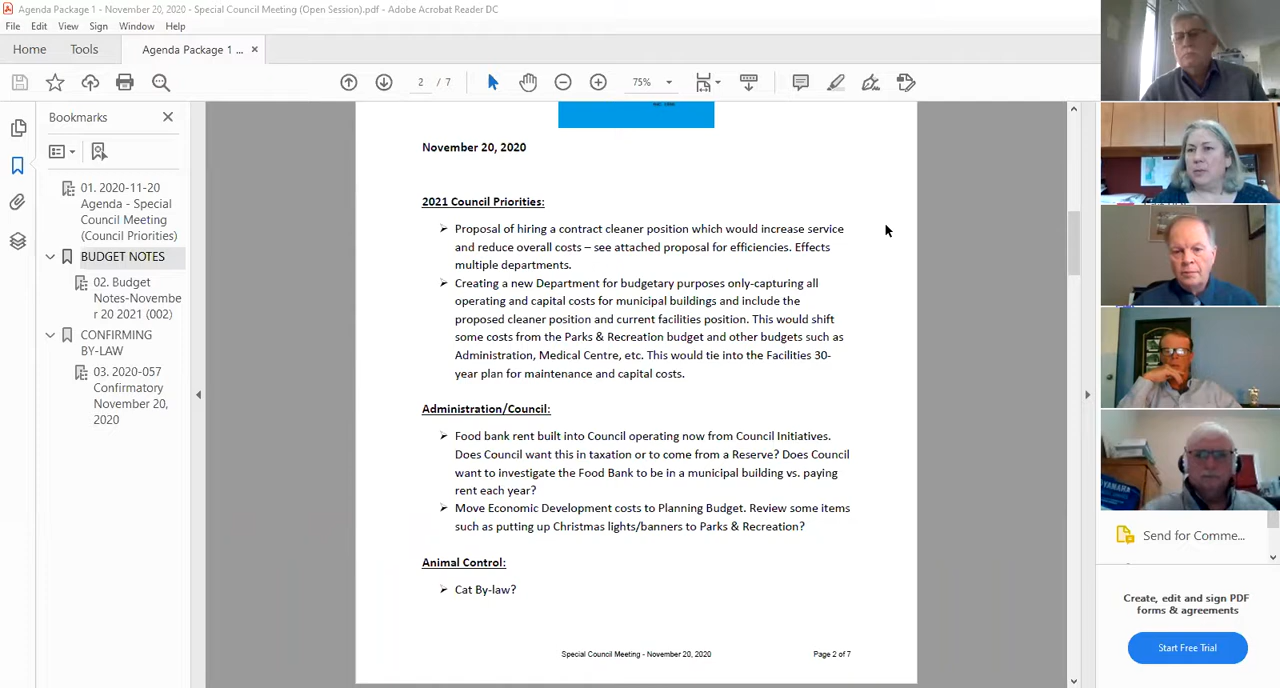 Agenda Package 1 - November 20, 2020 - Special Council Meeting (Open Session).pdf - Adobe Acrobat Reader DC
File Edit View Sign Window Help
Home Tools Agenda Package 1 ... ×
2 / 7 75%
Bookmarks
01. 2020-11-20
Agenda - Special
Council Meeting
(Council Priorities)
BUDGET NOTES
02. Budget
Notes-Novembe
r 20 2021 (002)
CONFIRMING
BY-LAW
03. 2020-057
Confirmatory
November 20,
2020
November 20, 2020
2021 Council Priorities:
➢ Proposal of hiring a contract cleaner position which would increase service
and reduce overall costs – see attached proposal for efficiencies. Effects
multiple departments.
➢ Creating a new Department for budgetary purposes only-capturing all
operating and capital costs for municipal buildings and include the
proposed cleaner position and current facilities position. This would shift
some costs from the Parks & Recreation budget and other budgets such as
Administration, Medical Centre, etc. This would tie into the Facilities 30-
year plan for maintenance and capital costs.
Administration/Council:
➢ Food bank rent built into Council operating now from Council Initiatives.
Does Council want this in taxation or to come from a Reserve? Does Council
want to investigate the Food Bank to be in a municipal building vs. paying
rent each year?
➢ Move Economic Development costs to Planning Budget. Review some items
such as putting up Christmas lights/banners to Parks & Recreation?
Animal Control:
➢ Cat By-law?
Special Council Meeting - November 20, 2020 Page 2 of 7
Send for Comme...
Create, edit and sign PDF
forms & agreements
Start Free Trial